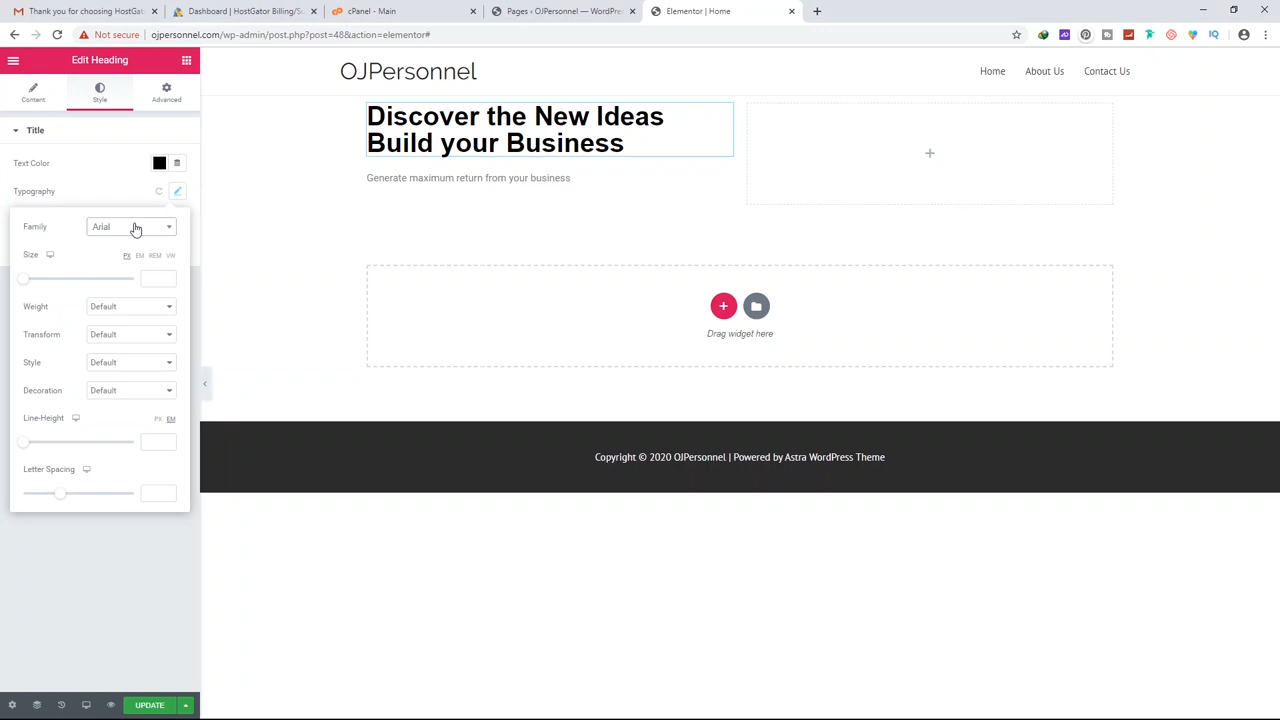 Thank you for choosing HostGat
Dashboard | HostGator Billing/Su
cPanel - Main
Pages ‹ OJPersonnel — WordPre
Elementor | Home
Not secure | ojpersonnel.com/wp-admin/post.php?post=48&action=elementor#
Edit Heading
Content
Style
Advanced
Title
Text Color
Typography
Family
Arial
Size
PX
EM
REM
VW
Weight
Default
Transform
Default
Style
Default
Decoration
Default
Line-Height
PX
EM
Letter Spacing
UPDATE
OJPersonnel
Home
About Us
Contact Us
Discover the New Ideas
Build your Business
Generate maximum return from your business
Drag widget here
Copyright © 2020 OJPersonnel | Powered by Astra WordPress Theme